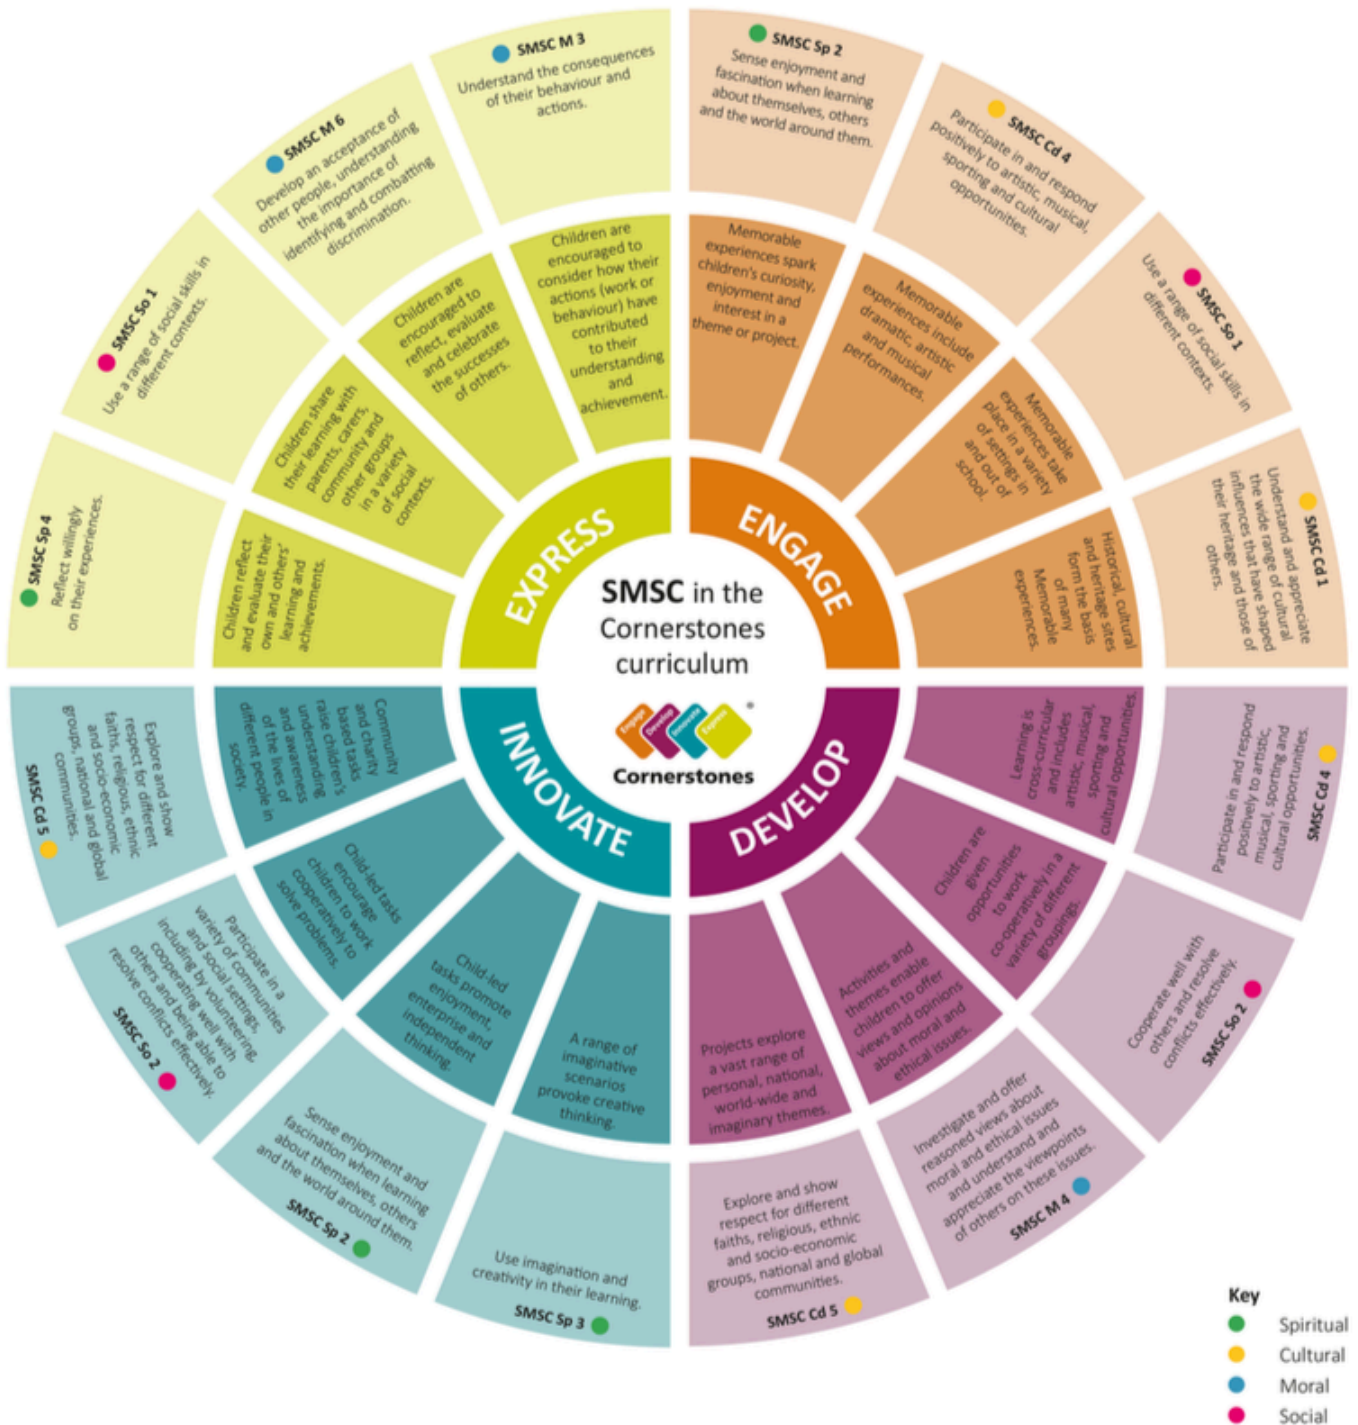 SMSC in the
Cornerstones
curriculum
Engage
Develop
Innovate
Express
®
Cornerstones
ENGAGE
SMSC Sp 2
Sense enjoyment and
fascination when learning
about themselves, others
and the world around them.
Memorable
experiences spark
children's curiosity,
enjoyment and
interest in a
theme or project.
SMSC Cd 4
Participate in and respond
positively to artistic, musical,
sporting and cultural
opportunities.
Memorable
experiences include
dramatic, artistic
and musical
performances.
SMSC So 1
Use a range of social skills in
different contexts.
Memorable
experiences take
place in a variety
of settings in
and out of
school.
SMSC Cd 1
Understand and appreciate
the wide range of cultural
influences that have shaped
their heritage and those of
others.
Historical, cultural
and heritage sites
form the basis
of many
Memorable
experiences.
DEVELOP
Learning is
cross-curricular
and includes
artistic, musical,
sporting and
cultural opportunities.
Participate in and respond
positively to artistic,
musical, sporting and
cultural opportunities.
SMSC Cd 4
Children are
given
opportunities
to work
co-operatively in a
variety of different
groupings.
Cooperate well with
others and resolve
conflicts effectively.
SMSC So 2
Activities and
themes enable
children to offer
views and opinions
about moral and
ethical issues.
Investigate and offer
reasoned views about
moral and ethical issues
and understand and
appreciate the viewpoints
of others on these issues.
SMSC M 4
Projects explore
a vast range of
personal, national,
world-wide and
imaginary themes.
Explore and show
respect for different
faiths, religious, ethnic
and socio-economic
groups, national and global
communities.
SMSC Cd 5
INNOVATE
A range of
imaginative
scenarios
provoke creative
thinking.
Use imagination and
creativity in their learning.
SMSC Sp 3
Child-led
tasks promote
enjoyment,
enterprise and
independent
thinking.
Sense enjoyment and
fascination when learning
about themselves, others
and the world around them.
SMSC Sp 2
Child-led tasks
encourage
children to work
cooperatively to
solve problems.
Participate in a
variety of communities
and social settings,
including by volunteering,
cooperating well with
others and being able to
resolve conflicts effectively.
SMSC So 2
Community
and charity
based tasks
raise children's
understanding
and awareness
of the lives of
different people in
society.
Explore and show
respect for different
faiths, religious, ethnic
and socio-economic
groups, national and global
communities.
SMSC Cd 5
EXPRESS
SMSC Sp 4
Reflect willingly
on their experiences.
Children reflect
and evaluate their
own and others'
learning and
achievements.
SMSC So 1
Use a range of social skills in
different contexts.
Children share
their learning with
parents, carers,
community and
other groups
in a variety
of social
contexts.
SMSC M 6
Develop an acceptance of
other people, understanding
the importance of
identifying and combatting
discrimination.
Children are
encouraged to
reflect, evaluate
and celebrate
the successes
of others.
SMSC M 3
Understand the consequences
of their behaviour and
actions.
Children are
encouraged to
consider how their
actions (work or
behaviour) have
contributed
to their
understanding
and
achievement.
Key
Spiritual
Cultural
Moral
Social